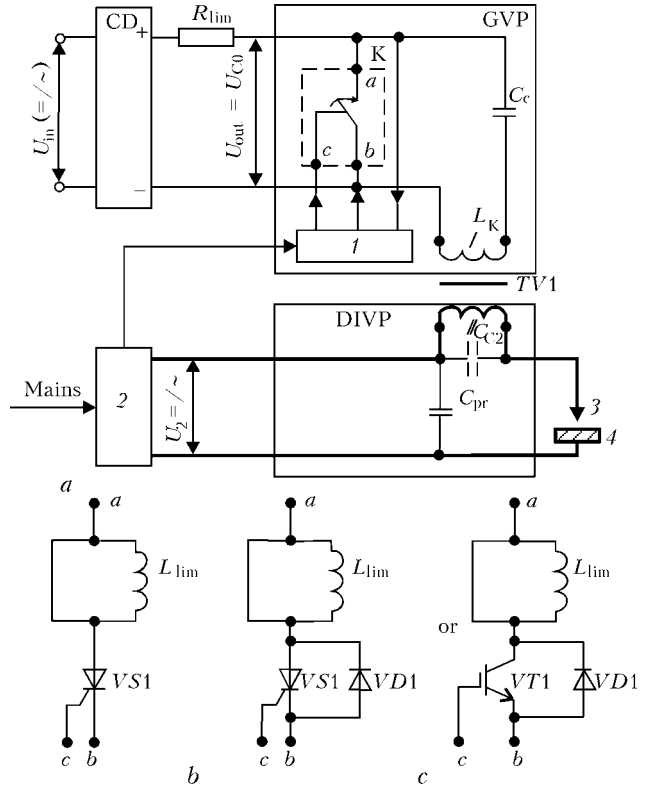 CD
+
R lim
GVP
K
a
U in (=/~)
U out = U C0
C c
c
b
−
L K
1
TV1
DIVP
C C2
Mains
2
U 2 =/~
C pr
3
4
a
a
a
a
L lim
L lim
L lim
or
VS1
VS1
VD1
VT1
VD1
c
b
c
b
c
b
b
c